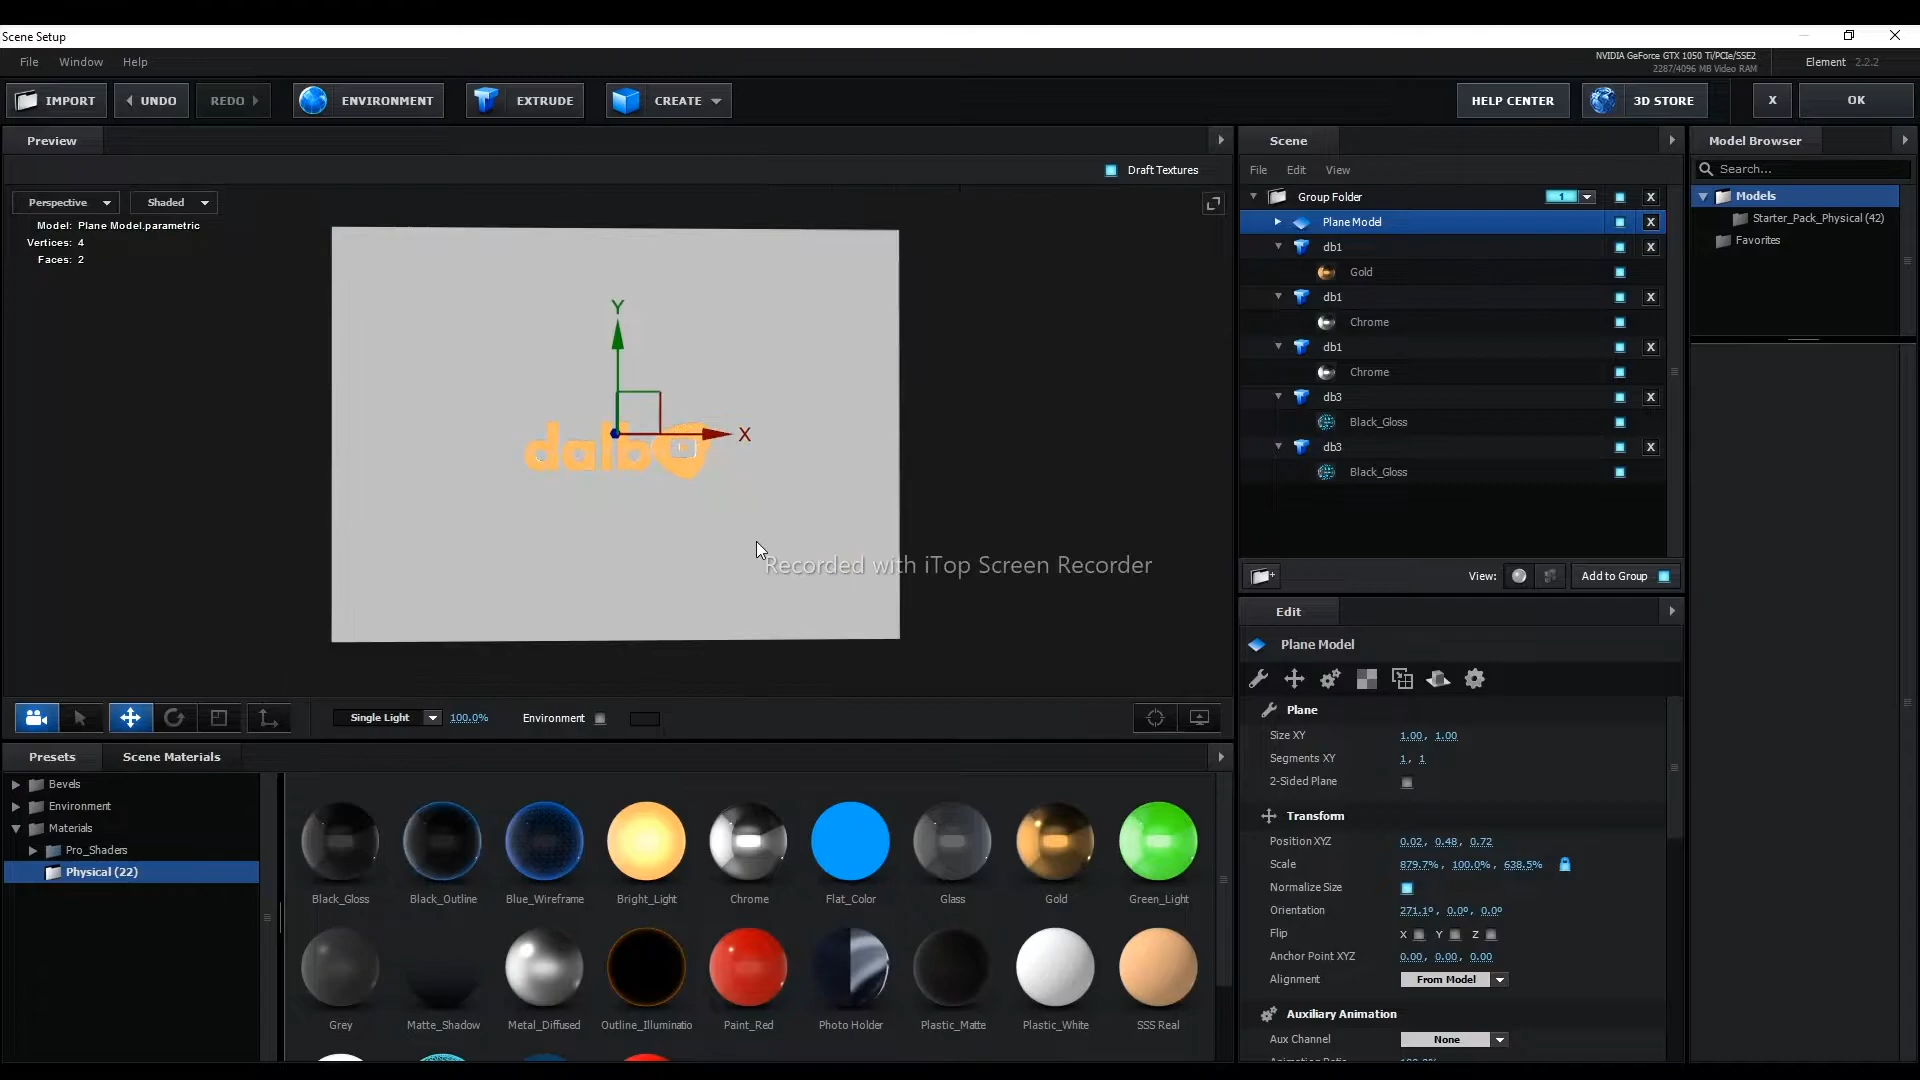 Scene Setup
File Window Help
NVIDIA GeForce GTX 1050 Ti/PCIe/SSE2
2287/4096 MB Video RAM
Element 2.2.2
IMPORT UNDO REDO ENVIRONMENT EXTRUDE CREATE HELP CENTER 3D STORE X OK
Preview
Draft Textures
Perspective Shaded
Model: Plane Model.parametric
Vertices: 4
Faces: 2
Y
X
dalbo
Recorded with iTop Screen Recorder
Single Light 100.0% Environment
Scene
File Edit View
Group Folder 1 X
Plane Model X
db1 X
Gold
db1 X
Chrome
db1 X
Chrome
db3 X
Black_Gloss
db3 X
Black_Gloss
View: Add to Group
Model Browser
Search...
Models
Starter_Pack_Physical (42)
Favorites
Edit
Plane Model
Plane
Size XY 1.00, 1.00
Segments XY 1, 1
2-Sided Plane
Transform
Position XYZ 0.02, 0.48, 0.72
Scale 879.7%, 100.0%, 638.5%
Normalize Size
Orientation 271.1º, 0.0º, 0.0º
Flip X Y Z
Anchor Point XYZ 0.00, 0.00, 0.00
Alignment From Model
Auxiliary Animation
Aux Channel None
Presets Scene Materials
Bevels
Environment
Materials
Pro_Shaders
Physical (22)
Black_Gloss Black_Outline Blue_Wireframe Bright_Light Chrome Flat_Color Glass Gold Green_Light
Grey Matte_Shadow Metal_Diffused Outline_Illuminatio Paint_Red Photo Holder Plastic_Matte Plastic_White SSS Real